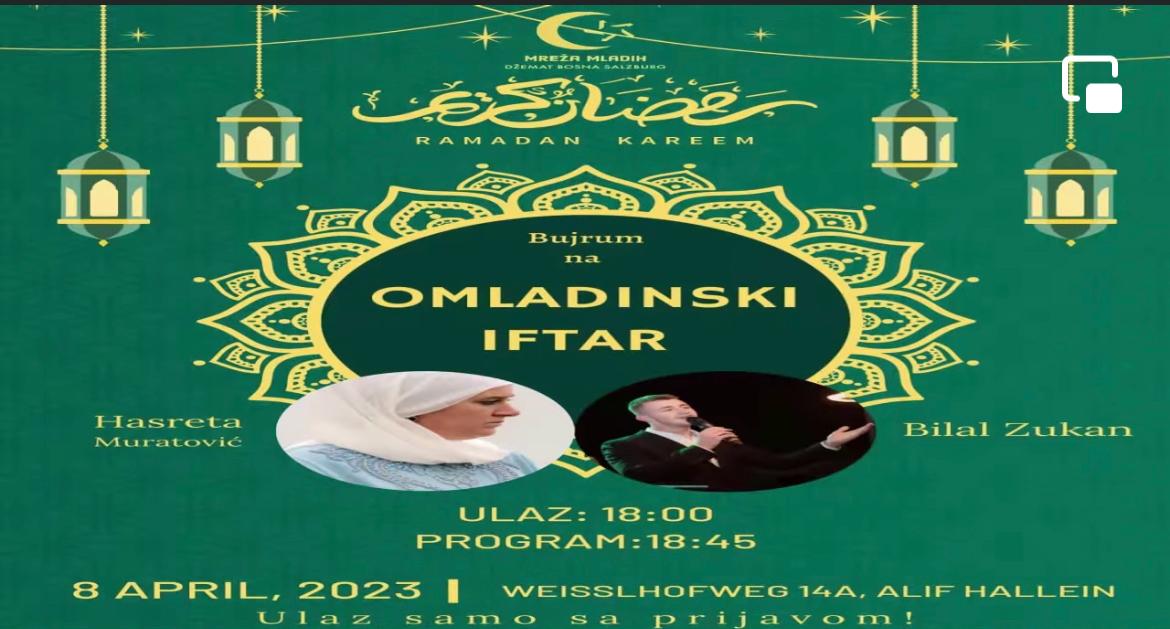 MREŽA MLADIH
DŽEMAT BOSNA SALZBURG
رمضان كريم
RAMADAN KAREEM
Bujrum
na
OMLADINSKI
IFTAR
Hasreta
Muratović
Bilal Zukan
ULAZ: 18:00
PROGRAM:18:45
8 APRIL, 2023 | WEISSLHOFWEG 14A, ALIF HALLEIN
Ulaz samo sa prijavom!